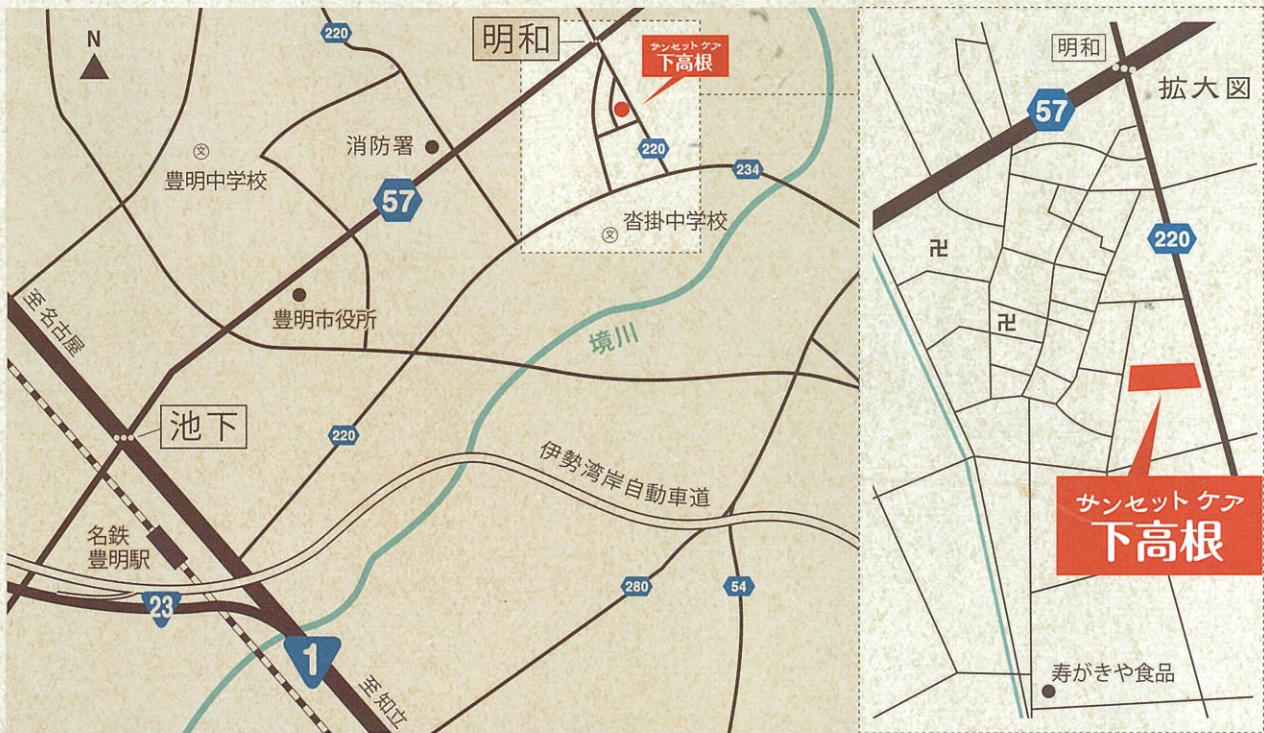 N
220
明和
サンセット ケア
下高根
消防署
文
豊明中学校
57
220
234
文
沓掛中学校
豊明市役所
至名古屋
境川
池下
220
伊勢湾岸自動車道
名鉄
豊明駅
23
280
54
1
至知立
明和
拡大図
57
卍
220
卍
サンセット ケア
下高根
寿がきや食品